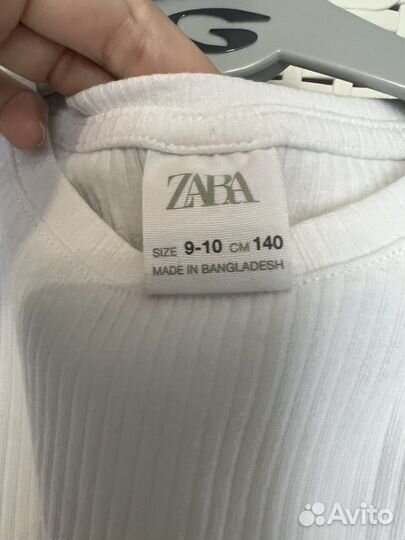 G
ZARA
SIZE 9-10 CM 140
MADE IN BANGLADESH
Avito